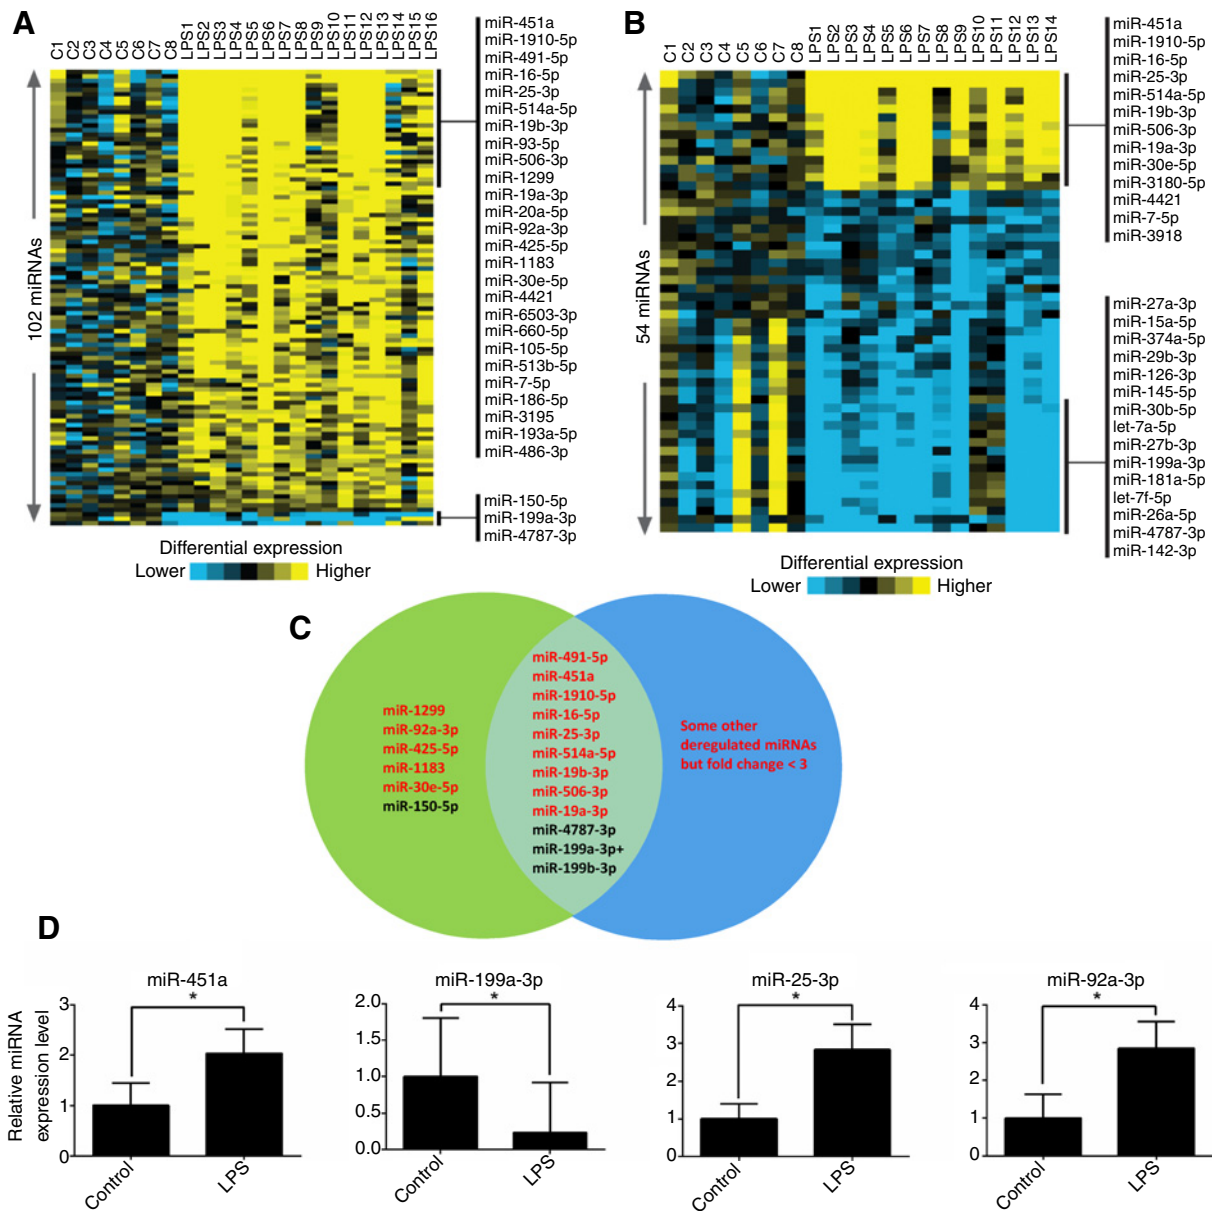 A
C1 C2 C3 C4 C5 C6 C7 C8 LPS1 LPS2 LPS3 LPS4 LPS5 LPS6 LPS7 LPS8 LPS9 LPS10 LPS11 LPS12 LPS13 LPS14 LPS15 LPS16
102 miRNAs
miR-451a
miR-1910-5p
miR-491-5p
miR-16-5p
miR-25-3p
miR-514a-5p
miR-19b-3p
miR-93-5p
miR-506-3p
miR-1299
miR-19a-3p
miR-20a-5p
miR-92a-3p
miR-425-5p
miR-1183
miR-30e-5p
miR-4421
miR-6503-3p
miR-660-5p
miR-105-5p
miR-513b-5p
miR-7-5p
miR-186-5p
miR-3195
miR-193a-5p
miR-486-3p
miR-150-5p
miR-199a-3p
miR-4787-3p
Differential expression
Lower Higher
B
C1 C2 C3 C4 C5 C6 C7 C8 LPS1 LPS2 LPS3 LPS4 LPS5 LPS6 LPS7 LPS8 LPS9 LPS10 LPS11 LPS12 LPS13 LPS14
54 miRNAs
miR-451a
miR-1910-5p
miR-16-5p
miR-25-3p
miR-514a-5p
miR-19b-3p
miR-506-3p
miR-19a-3p
miR-30e-5p
miR-3180-5p
miR-4421
miR-7-5p
miR-3918
miR-27a-3p
miR-15a-5p
miR-374a-5p
miR-29b-3p
miR-126-3p
miR-145-5p
miR-30b-5p
let-7a-5p
miR-27b-3p
miR-199a-3p
miR-181a-5p
let-7f-5p
miR-26a-5p
miR-4787-3p
miR-142-3p
Differential expression
Lower Higher
C
miR-1299
miR-92a-3p
miR-425-5p
miR-1183
miR-30e-5p
miR-150-5p
miR-491-5p
miR-451a
miR-1910-5p
miR-16-5p
miR-25-3p
miR-514a-5p
miR-19b-3p
miR-506-3p
miR-19a-3p
miR-4787-3p
miR-199a-3p+
miR-199b-3p
Some other
deregulated miRNAs
but fold change < 3
D
Relative miRNA
expression level
miR-451a
3
2
1
0
*
Control LPS
miR-199a-3p
2.0
1.5
1.0
0.5
0.0
*
Control LPS
miR-25-3p
4
3
2
1
0
*
Control LPS
miR-92a-3p
4
3
2
1
0
*
Control LPS